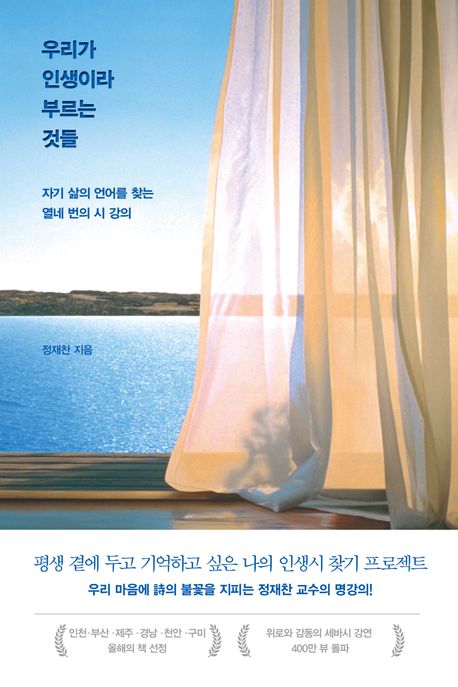 우리가
인생이라
부르는
것들
자기 삶의 언어를 찾는
열네 번의 시 강의
정재찬 지음
평생 곁에 두고 기억하고 싶은 나의 인생시 찾기 프로젝트
우리 마음에 詩의 불꽃을 지피는 정재찬 교수의 명강의!
인천·부산·제주·경남·천안·구미
올해의 책 선정
위로와 감동의 세바시 강연
400만 뷰 돌파